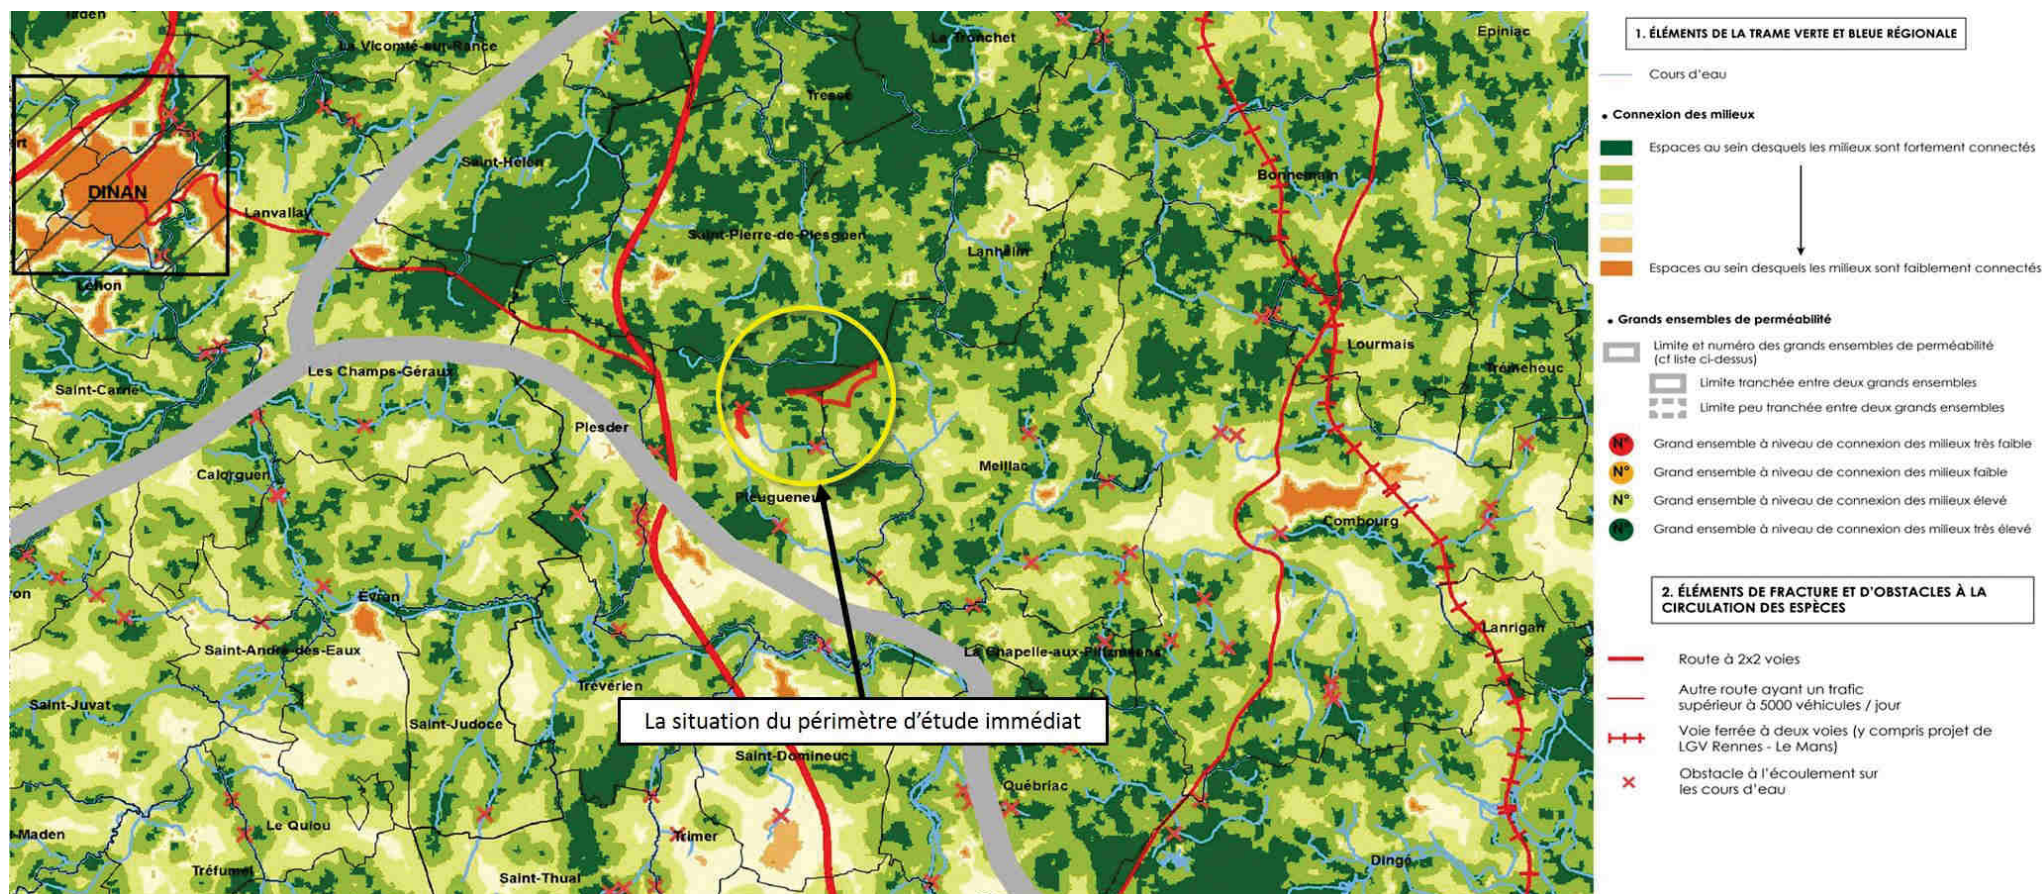 La Vicomté-sur-Rance
Le Tronchet
Epiniac
Tressé
Saint-Hélen
Bonnemain
DINAN
Lanvallay
Saint-Pierre-de-Plesguen
Lanhélin
Léhon
Lourmais
Les Champs-Géraux
Trémeheuc
Saint-Carné
Plesder
Meillac
Calorguen
Pleugueneuc
Combourg
Evran
Lanrigan
Saint-André-des-Eaux
La Chapelle-aux-Filtzméens
Trévérien
Saint-Juvat
Saint-Judoce
La situation du périmètre d'étude immédiat
Saint-Domineuc
Québriac
Le Quiou
Trimer
Maden
Dingé
Tréfumel
Saint-Thual
1. ÉLÉMENTS DE LA TRAME VERTE ET BLEUE RÉGIONALE
Cours d'eau
• Connexion des milieux
Espaces au sein desquels les milieux sont fortement connectés
Espaces au sein desquels les milieux sont faiblement connectés
• Grands ensembles de perméabilité
Limite et numéro des grands ensembles de perméabilité
(cf liste ci-dessus)
Limite tranchée entre deux grands ensembles
Limite peu tranchée entre deux grands ensembles
N° Grand ensemble à niveau de connexion des milieux très faible
N° Grand ensemble à niveau de connexion des milieux faible
N° Grand ensemble à niveau de connexion des milieux élevé
N° Grand ensemble à niveau de connexion des milieux très élevé
2. ÉLÉMENTS DE FRACTURE ET D'OBSTACLES À LA
CIRCULATION DES ESPÈCES
Route à 2x2 voies
Autre route ayant un trafic
supérieur à 5000 véhicules / jour
Voie ferrée à deux voies (y compris projet de
LGV Rennes - Le Mans)
Obstacle à l'écoulement sur
les cours d'eau